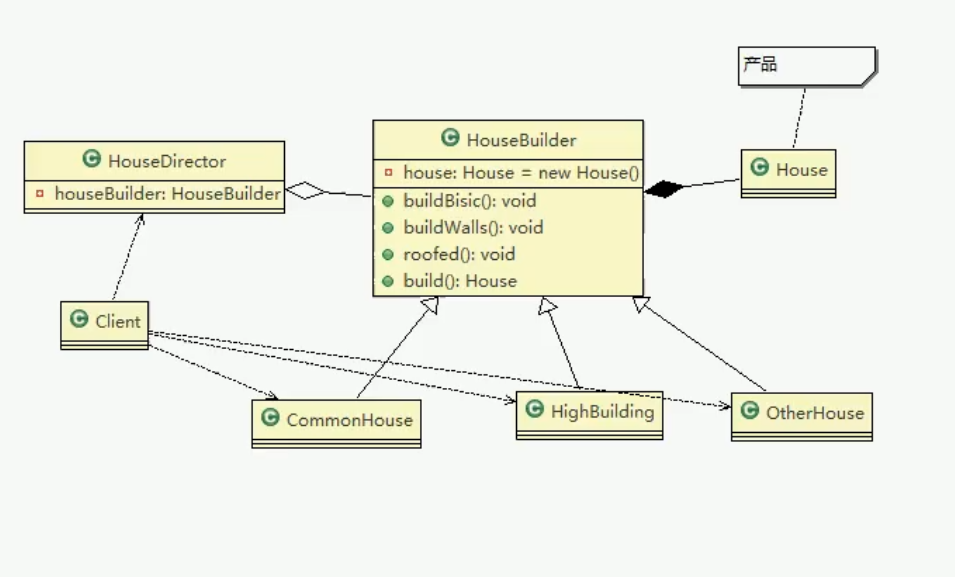 产品
HouseBuilder
house: House = new House()
buildBisic(): void
buildWalls(): void
roofed(): void
build(): House
HouseDirector
houseBuilder: HouseBuilder
House
Client
CommonHouse
HighBuilding
OtherHouse